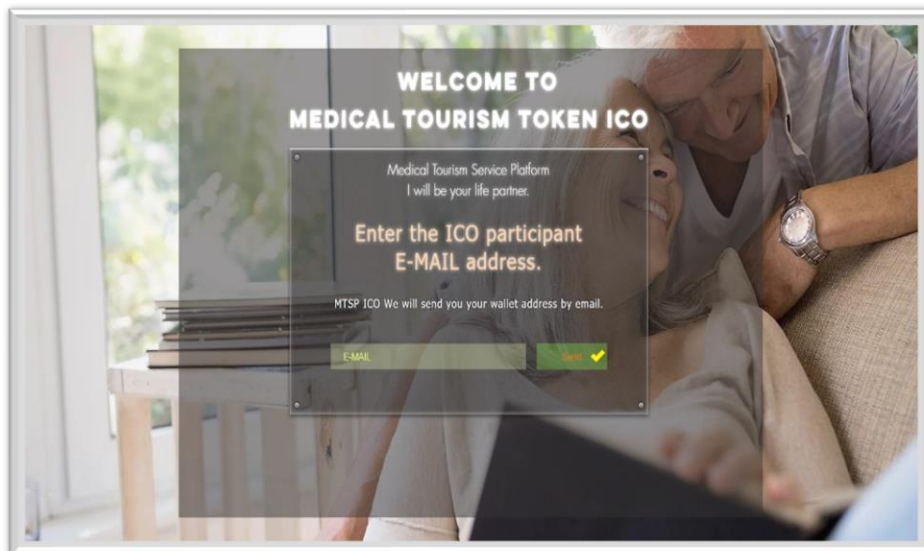 WELCOME TO
MEDICAL TOURISM TOKEN ICO
Medical Tourism Service Platform
I will be your life partner.
Enter the ICO participant
E-MAIL address.
MTSP ICO We will send you your wallet address by email.
E-MAIL
Send